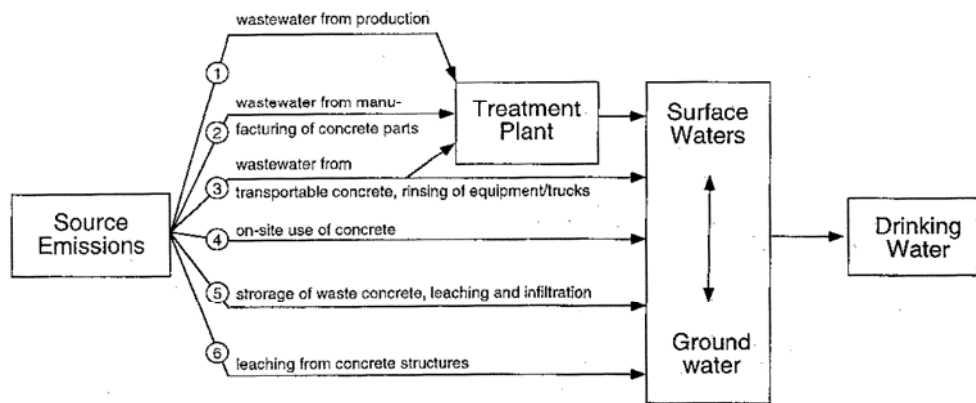 wastewater from production
1
wastewater from manu-
2
facturing of concrete parts
Treatment
Plant
Surface
Waters
wastewater from
3
transportable concrete, rinsing of equipment/trucks
Source
Emissions
4
on-site use of concrete
Drinking
Water
5
strorage of waste concrete, leaching and infiltration
Ground
water
6
leaching from concrete structures